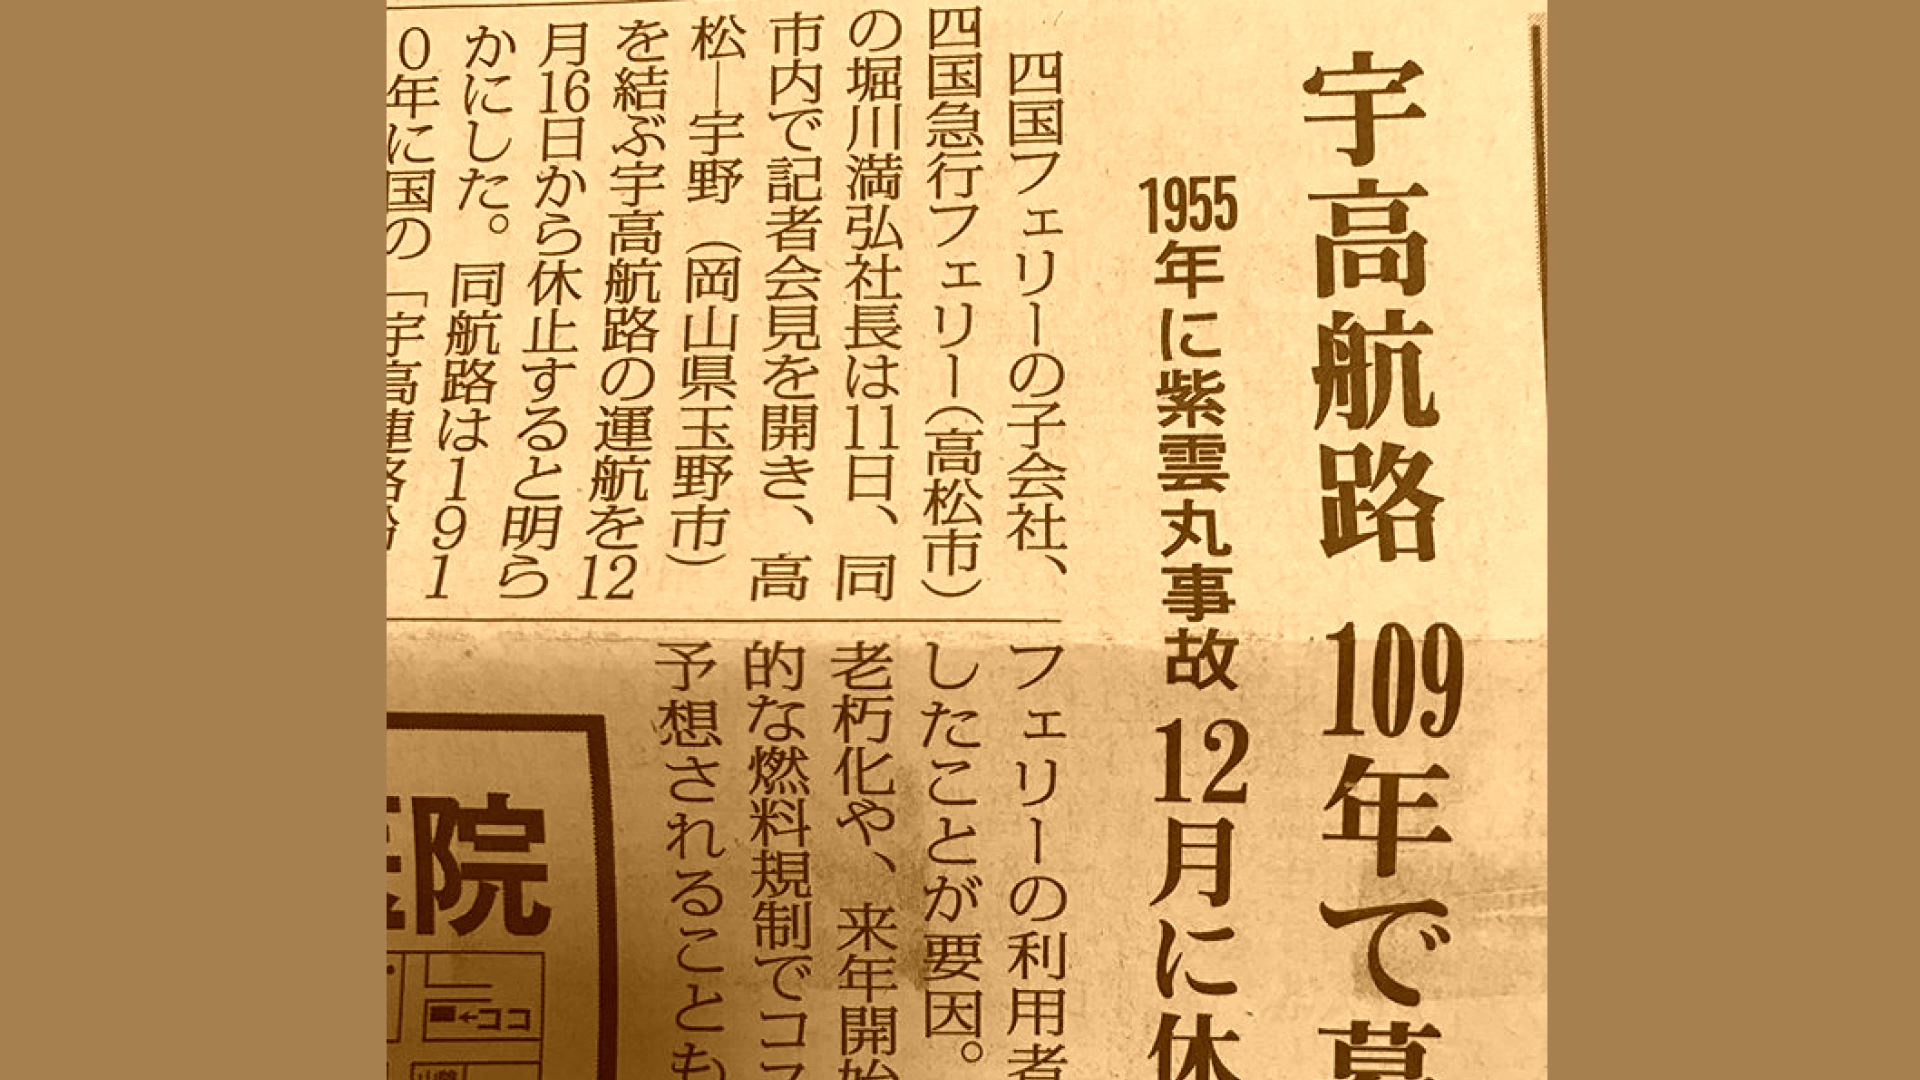 宇高航路 109年で幕
1955年に紫雲丸事故 12月に休
四国フェリーの子会社、
四国急行フェリー(高松市)
の堀川満弘社長は11日、同
市内で記者会見を開き、高
松―宇野(岡山県玉野市)
を結ぶ宇高航路の運航を12
月16日から休止すると明ら
かにした。同航路は191
0年に国の「宇高連絡船
フェリーの利用者
したことが要因。
老朽化や、来年開始
的な燃料規制でコス
予想されることも
医院
ココ